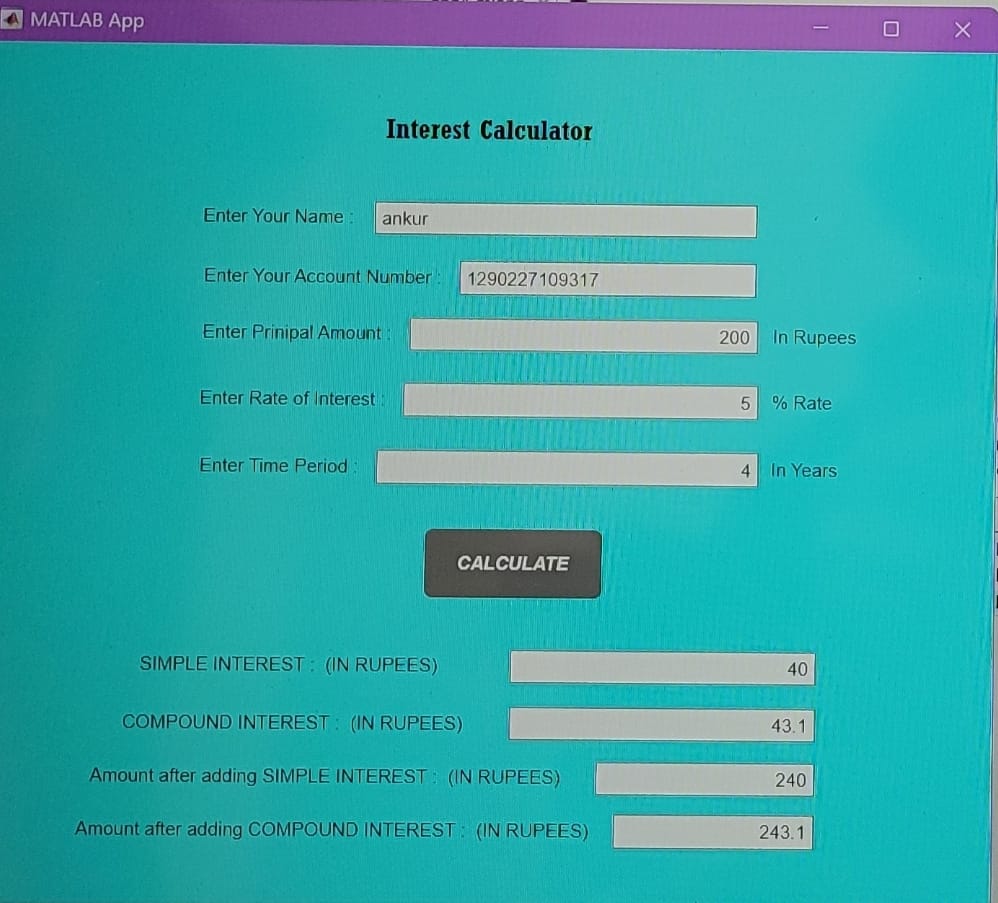 MATLAB App
Interest Calculator
Enter Your Name : ankur
Enter Your Account Number : 1290227109317
Enter Prinipal Amount : 200 In Rupees
Enter Rate of Interest : 5 % Rate
Enter Time Period : 4 In Years
CALCULATE
SIMPLE INTEREST : (IN RUPEES) 40
COMPOUND INTEREST : (IN RUPEES) 43.1
Amount after adding SIMPLE INTEREST : (IN RUPEES) 240
Amount after adding COMPOUND INTEREST : (IN RUPEES) 243.1